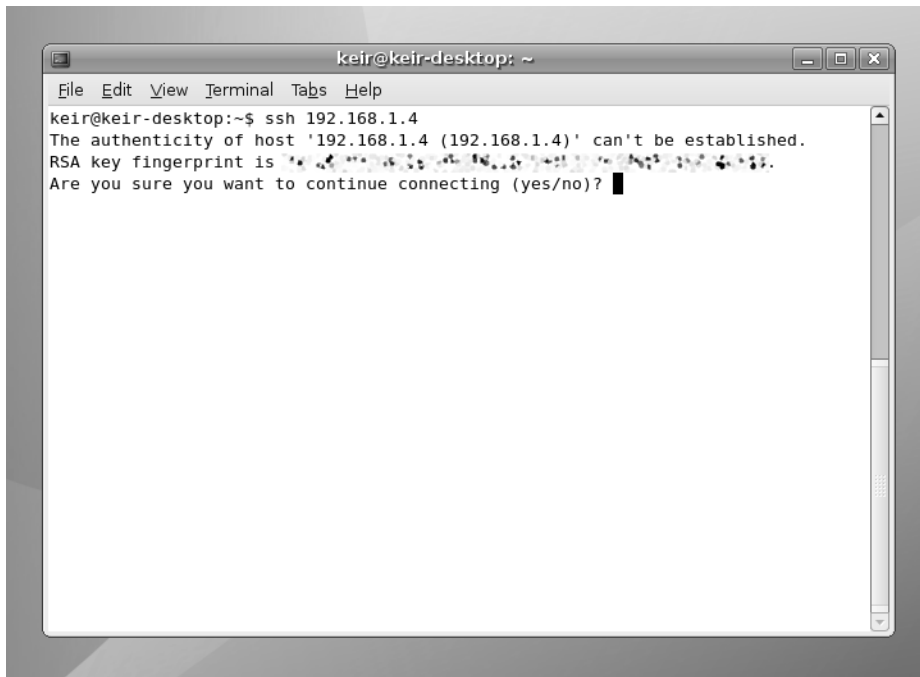 keir@keir-desktop: ~
File Edit View Terminal Tabs Help
keir@keir-desktop:~$ ssh 192.168.1.4
The authenticity of host '192.168.1.4 (192.168.1.4)' can't be established.
RSA key fingerprint is
Are you sure you want to continue connecting (yes/no)?